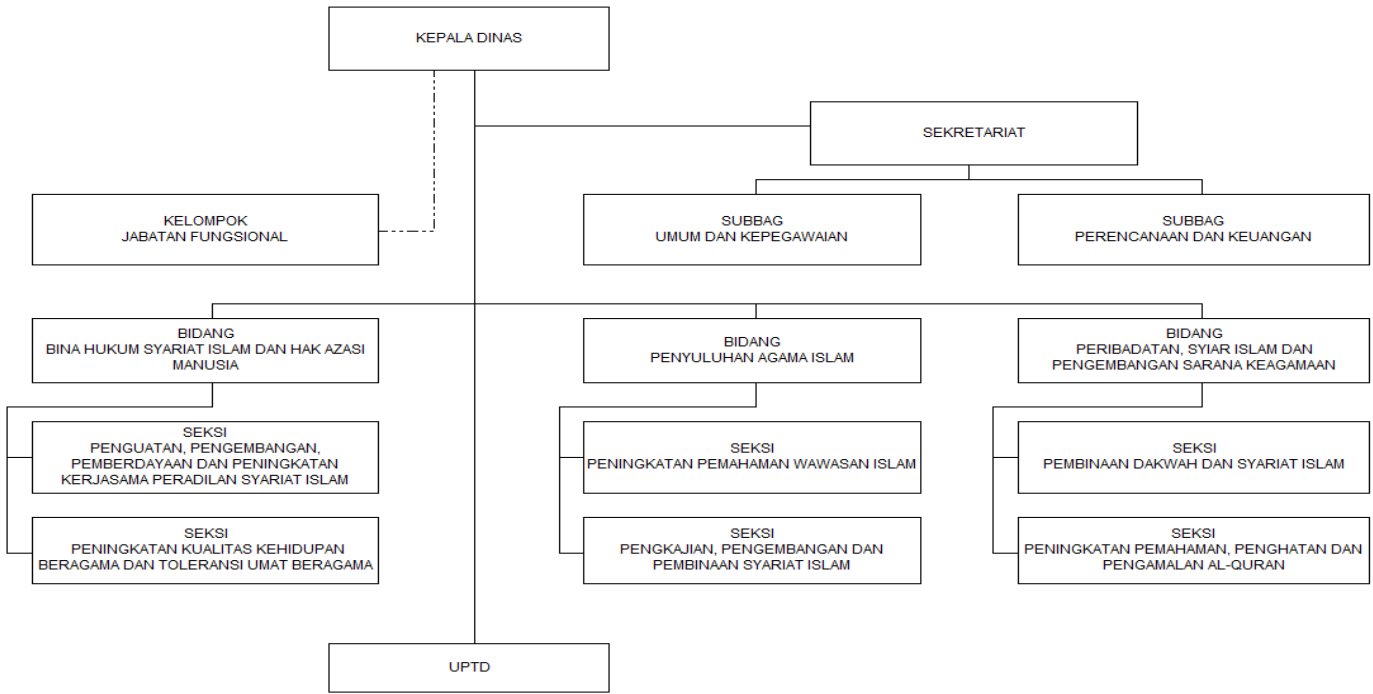 KEPALA DINAS
SEKRETARIAT
KELOMPOK
JABATAN FUNGSIONAL
SUBBAG
UMUM DAN KEPEGAWAIAN
SUBBAG
PERENCANAAN DAN KEUANGAN
BIDANG
BINA HUKUM SYARIAT ISLAM DAN HAK AZASI
MANUSIA
BIDANG
PENYULUHAN AGAMA ISLAM
BIDANG
PERIBADATAN, SYIAR ISLAM DAN
PENGEMBANGAN SARANA KEAGAMAAN
SEKSI
PENGUATAN, PENGEMBANGAN,
PEMBERDAYAAN DAN PENINGKATAN
KERJASAMA PERADILAN SYARIAT ISLAM
SEKSI
PENINGKATAN PEMAHAMAN WAWASAN ISLAM
SEKSI
PEMBINAAN DAKWAH DAN SYARIAT ISLAM
SEKSI
PENINGKATAN KUALITAS KEHIDUPAN
BERAGAMA DAN TOLERANSI UMAT BERAGAMA
SEKSI
PENGKAJIAN, PENGEMBANGAN DAN
PEMBINAAN SYARIAT ISLAM
SEKSI
PENINGKATAN PEMAHAMAN, PENGHATAN DAN
PENGAMALAN AL-QURAN
UPTD